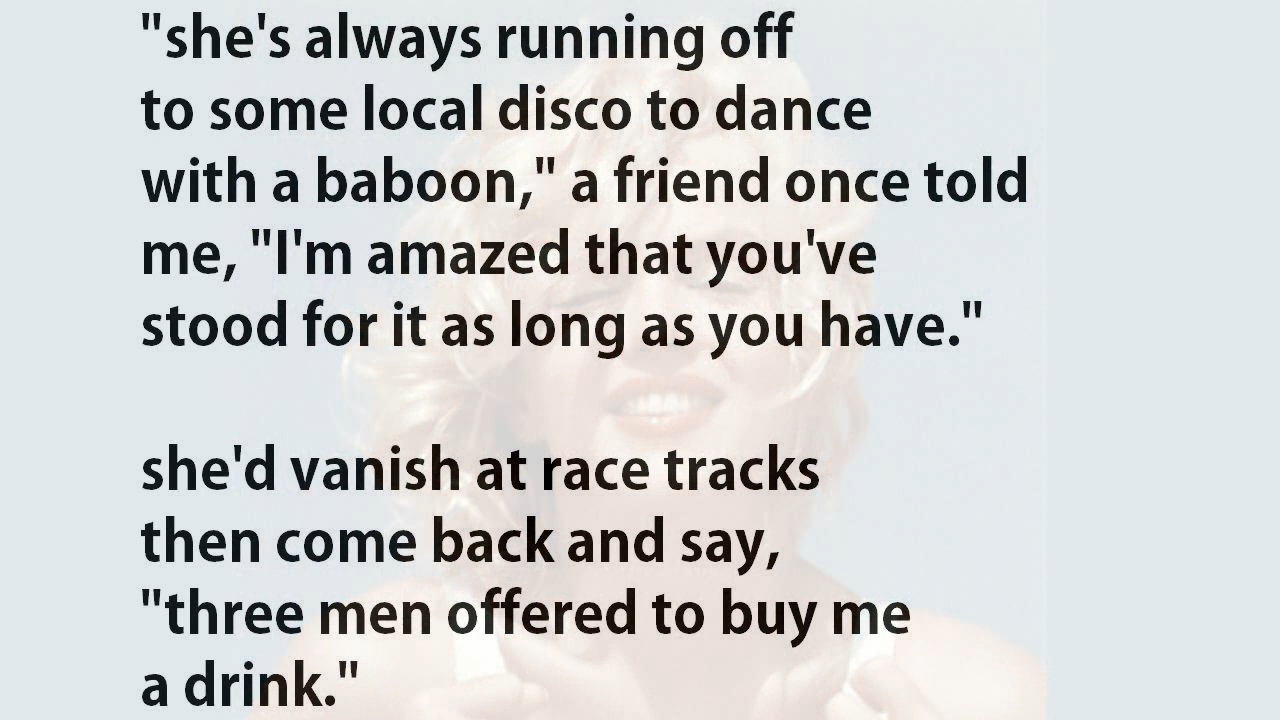 "she's always running off
to some local disco to dance
with a baboon," a friend once told
me, "I'm amazed that you've
stood for it as long as you have."
she'd vanish at race tracks
then come back and say,
"three men offered to buy me
a drink."